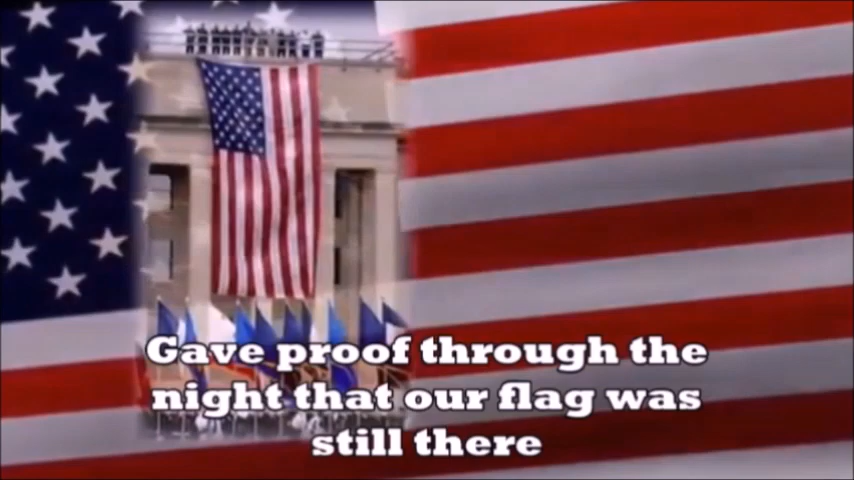 Gave proof through the
night that our flag was
still there